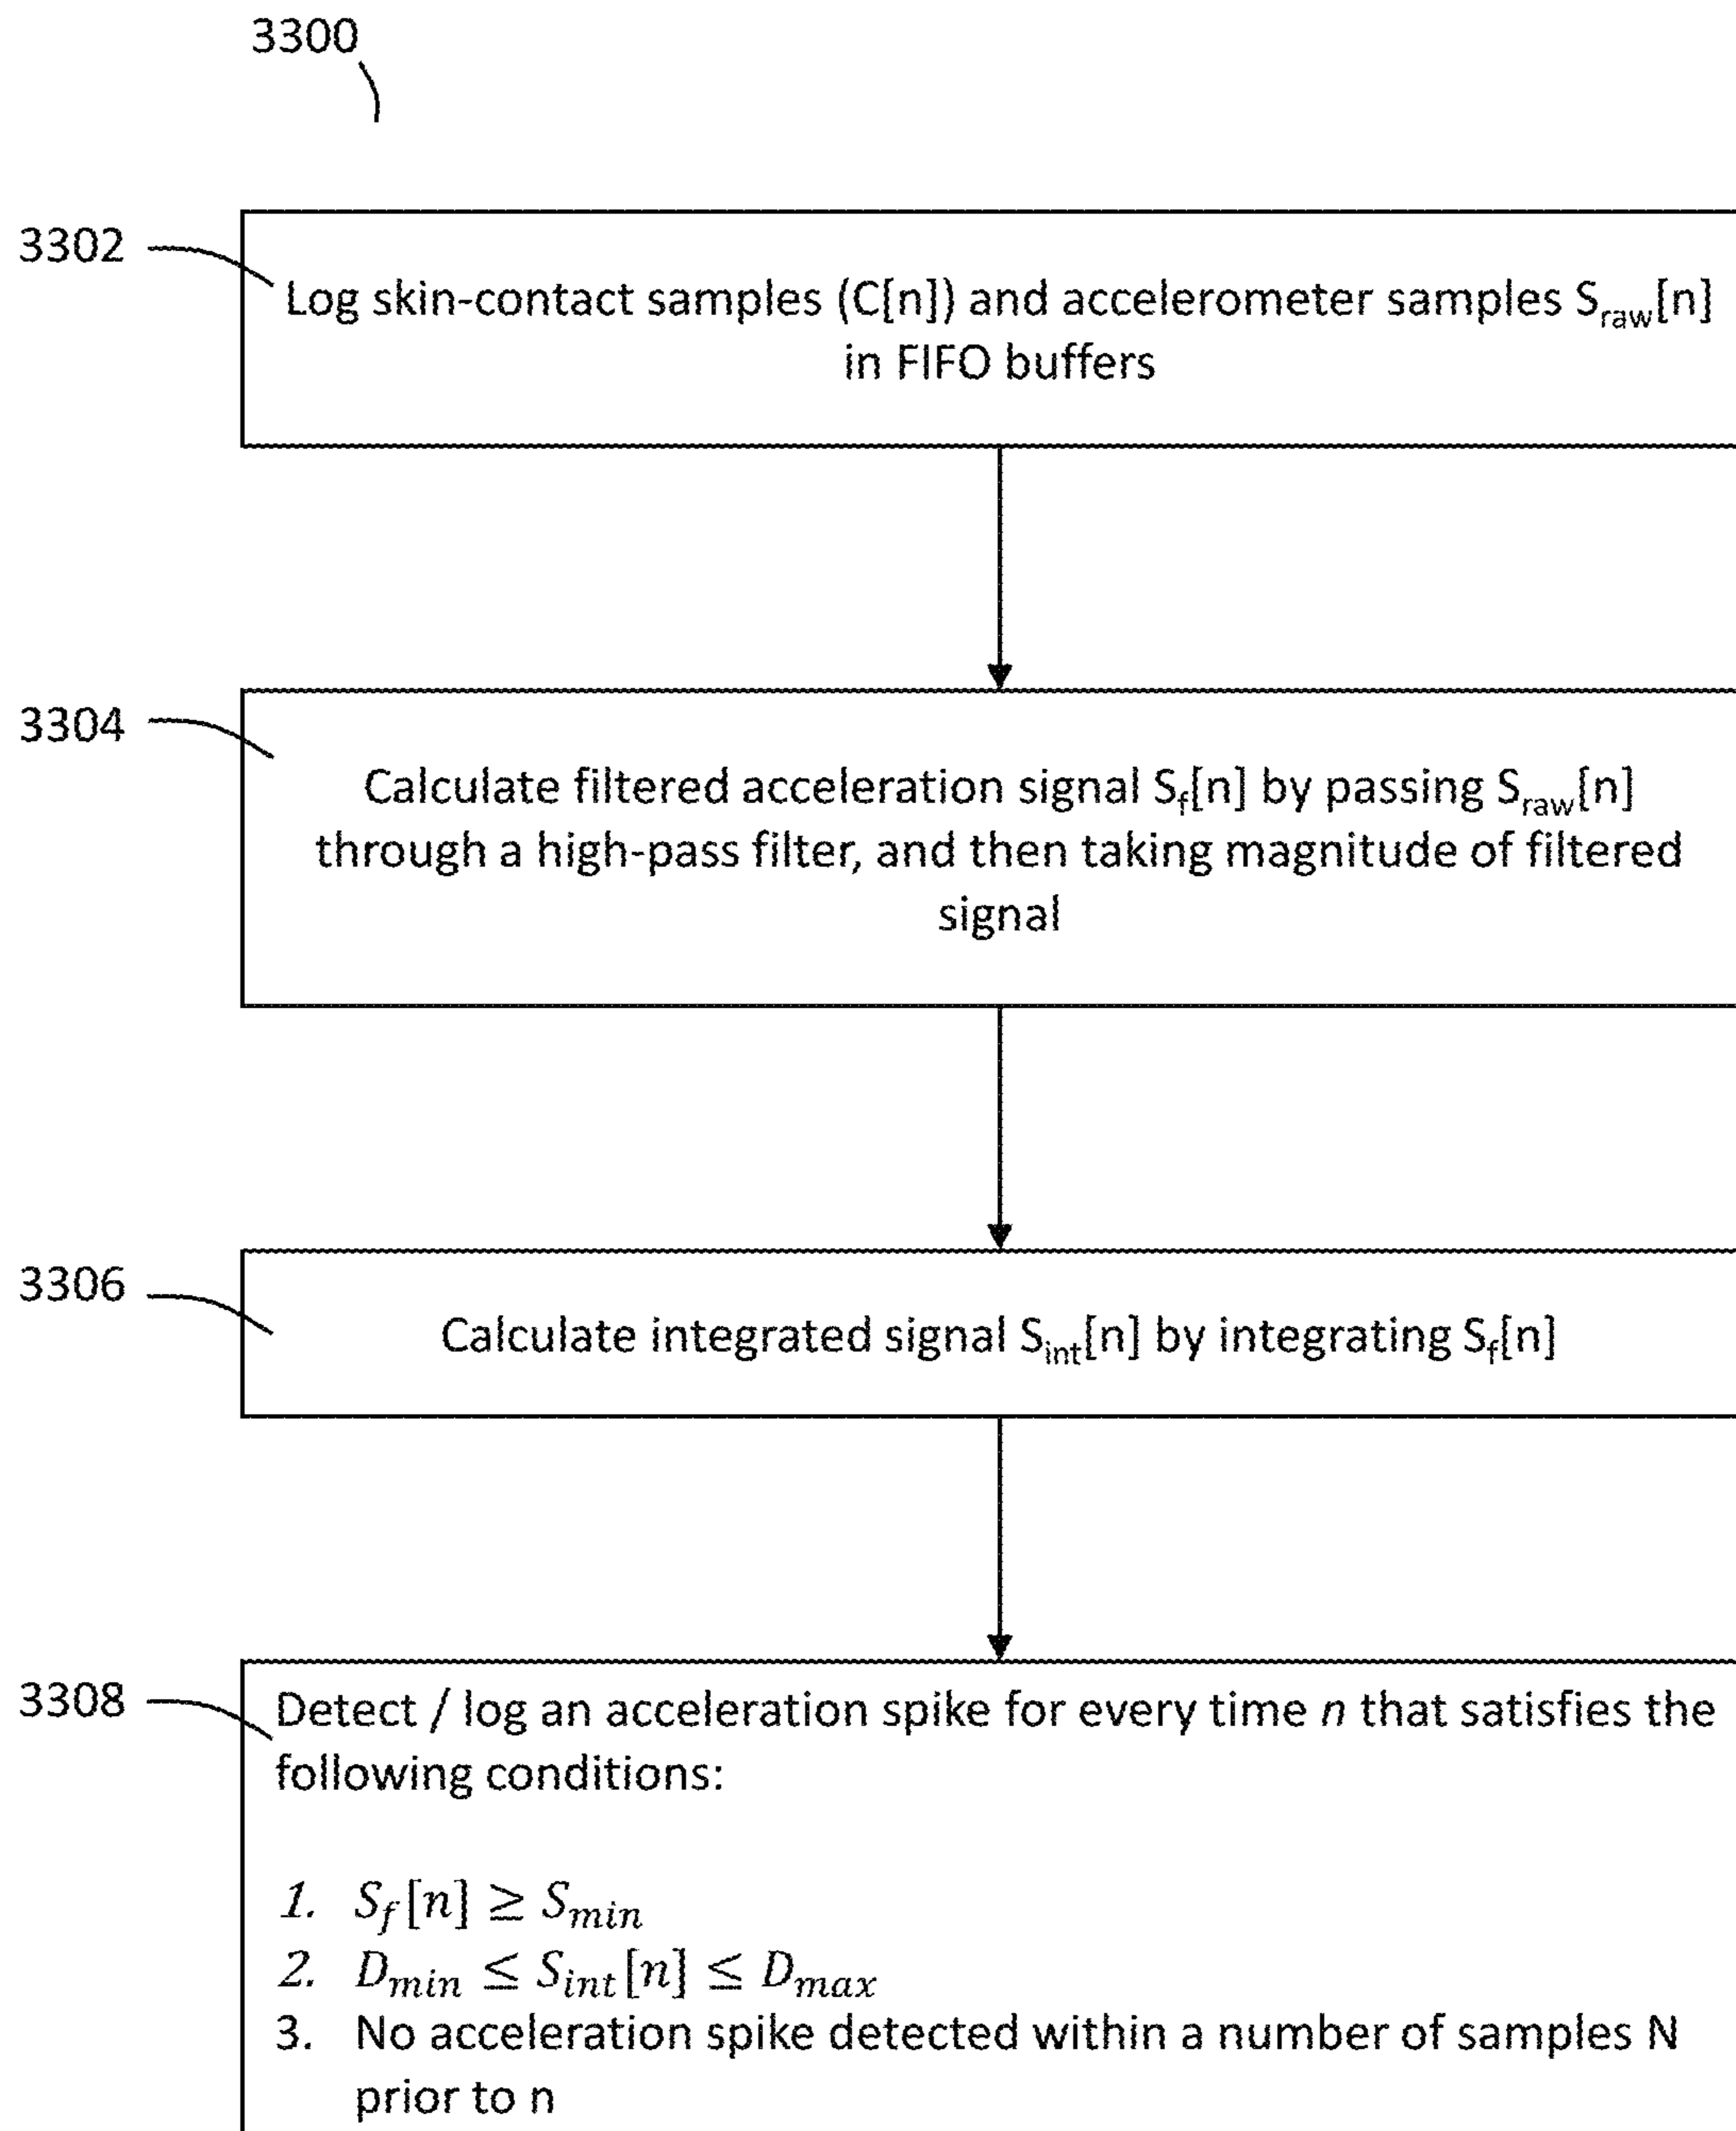 3300
3302
Log skin-contact samples (C[n]) and accelerometer samples S_raw[n]
in FIFO buffers
3304
Calculate filtered acceleration signal S_f[n] by passing S_raw[n]
through a high-pass filter, and then taking magnitude of filtered
signal
3306
Calculate integrated signal S_int[n] by integrating S_f[n]
3308
Detect / log an acceleration spike for every time n that satisfies the
following conditions:
1. S_f[n] ≥ S_min
2. D_min ≤ S_int[n] ≤ D_max
3. No acceleration spike detected within a number of samples N
prior to n